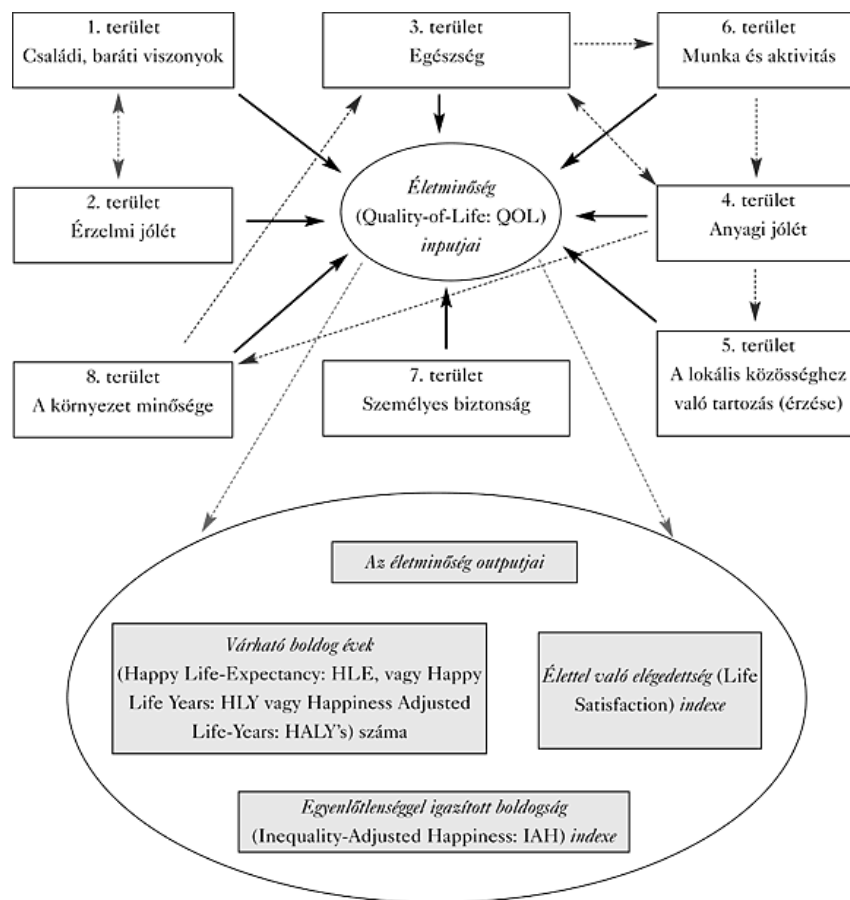 1. terület
Családi, baráti viszonyok
3. terület
Egészség
6. terület
Munka és aktivitás
2. terület
Érzelmi jólét
Életminőség
(Quality-of-Life: QOL)
inputjai
4. terület
Anyagi jólét
8. terület
A környezet minősége
7. terület
Személyes biztonság
5. terület
A lokális közösséghez
való tartozás (érzése)
Az életminőség outputjai
Várható boldog évek
(Happy Life-Expectancy: HLE, vagy Happy
Life Years: HLY vagy Happiness Adjusted
Life-Years: HALY’s) száma
Élettel való elégedettség (Life
Satisfaction) indexe
Egyenlőtlenséggel igazított boldogság
(Inequality-Adjusted Happiness: IAH) indexe